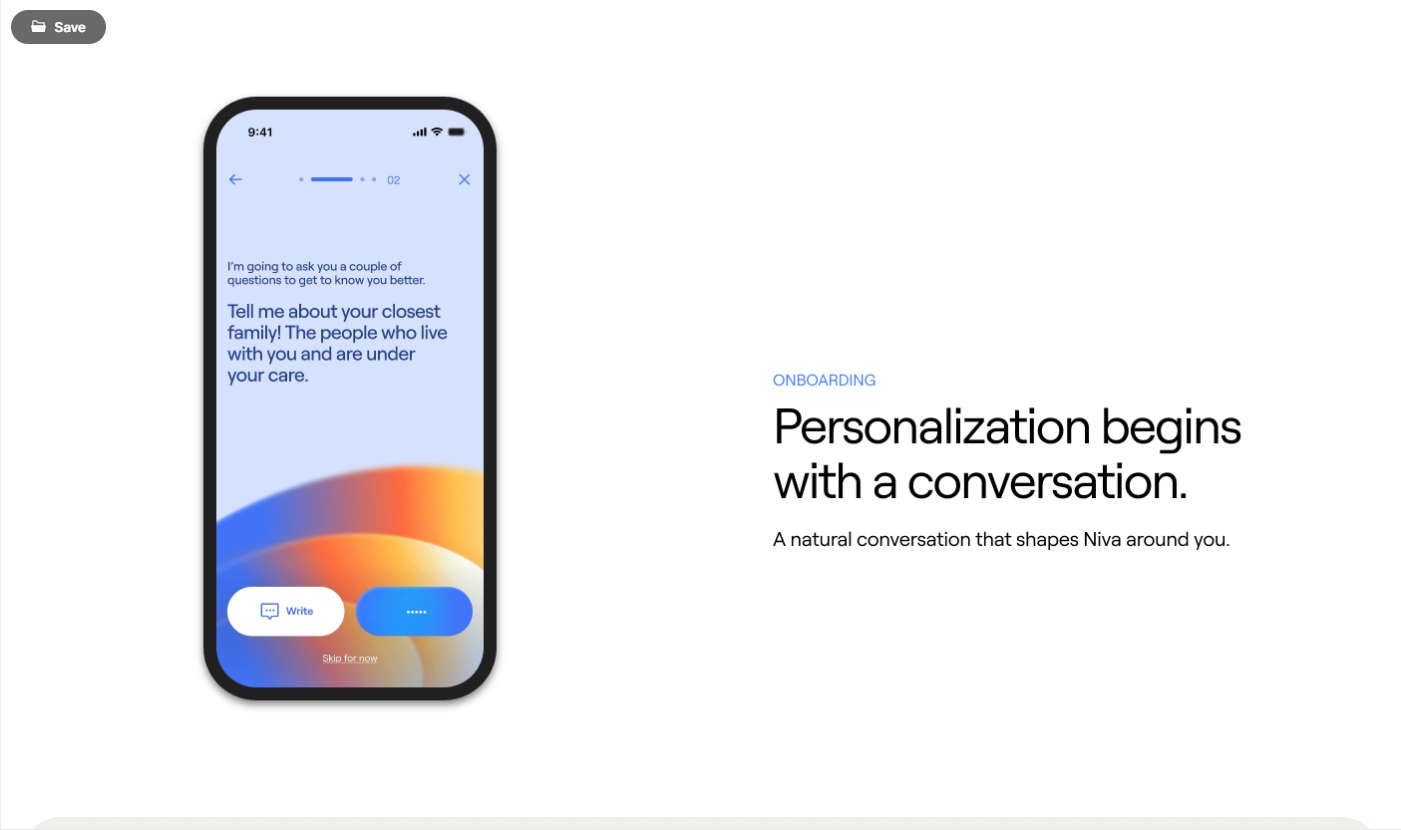 Save
9:41
02
I'm going to ask you a couple of
questions to get to know you better.
Tell me about your closest
family! The people who live
with you and are under
your care.
Write
Skip for now
ONBOARDING
Personalization begins
with a conversation.
A natural conversation that shapes Niva around you.